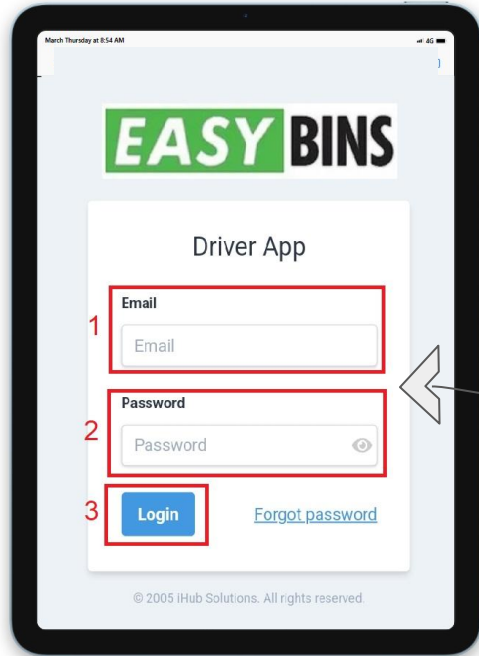 March Thursday at 8:54 AM
4G
EASY BINS
Driver App
Email
1
Email
Password
2
Password
3
Login
Forgot password
© 2005 iHub Solutions. All rights reserved.